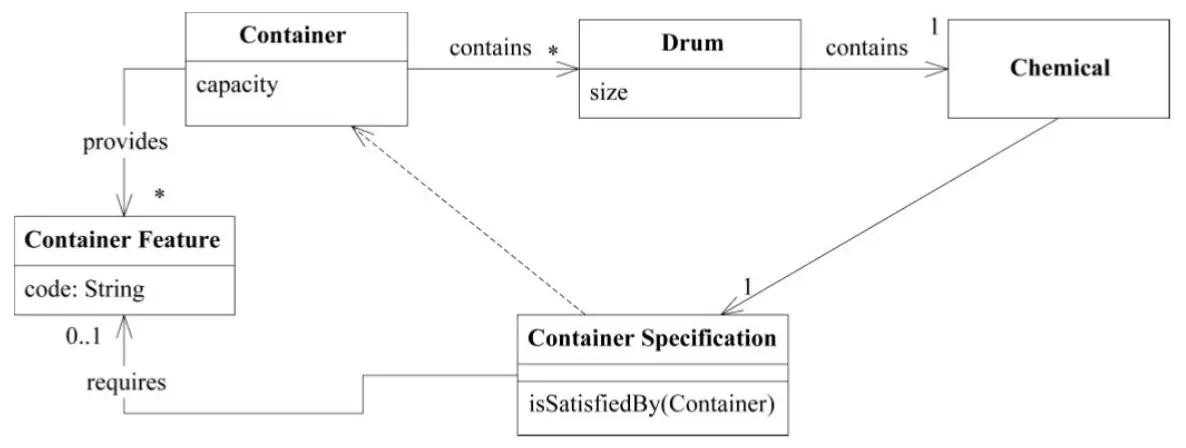 Container
capacity
contains
*
Drum
size
contains
1
Chemical
provides
*
Container Feature
code: String
0..1
requires
1
Container Specification
isSatisfiedBy(Container)